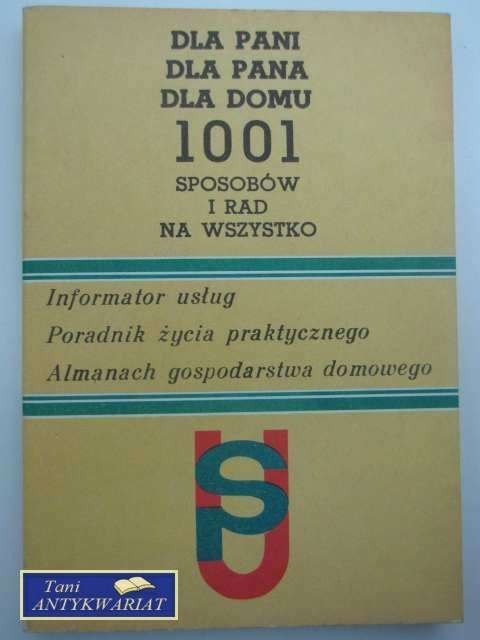 DLA PANI
DLA PANA
DLA DOMU
1001
SPOSOBÓW
I RAD
NA WSZYSTKO
Informator usług
Poradnik życia praktycznego
Almanach gospodarstwa domowego
USP
Tani
ANTYKWARIAT